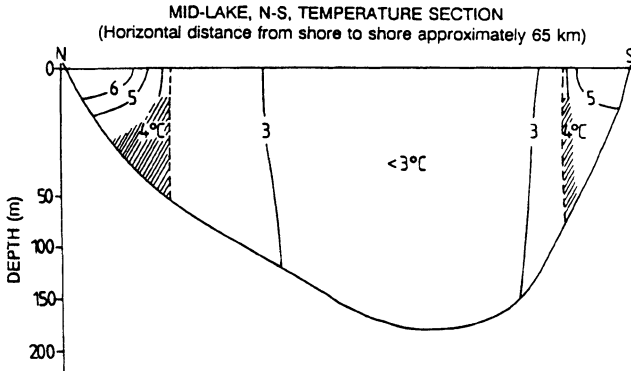 MID-LAKE, N-S, TEMPERATURE SECTION
(Horizontal distance from shore to shore approximately 65 km)
N S
0
6 5 5
4°C 3 3 4°C
<3°C
50
100
150
200
DEPTH (m)